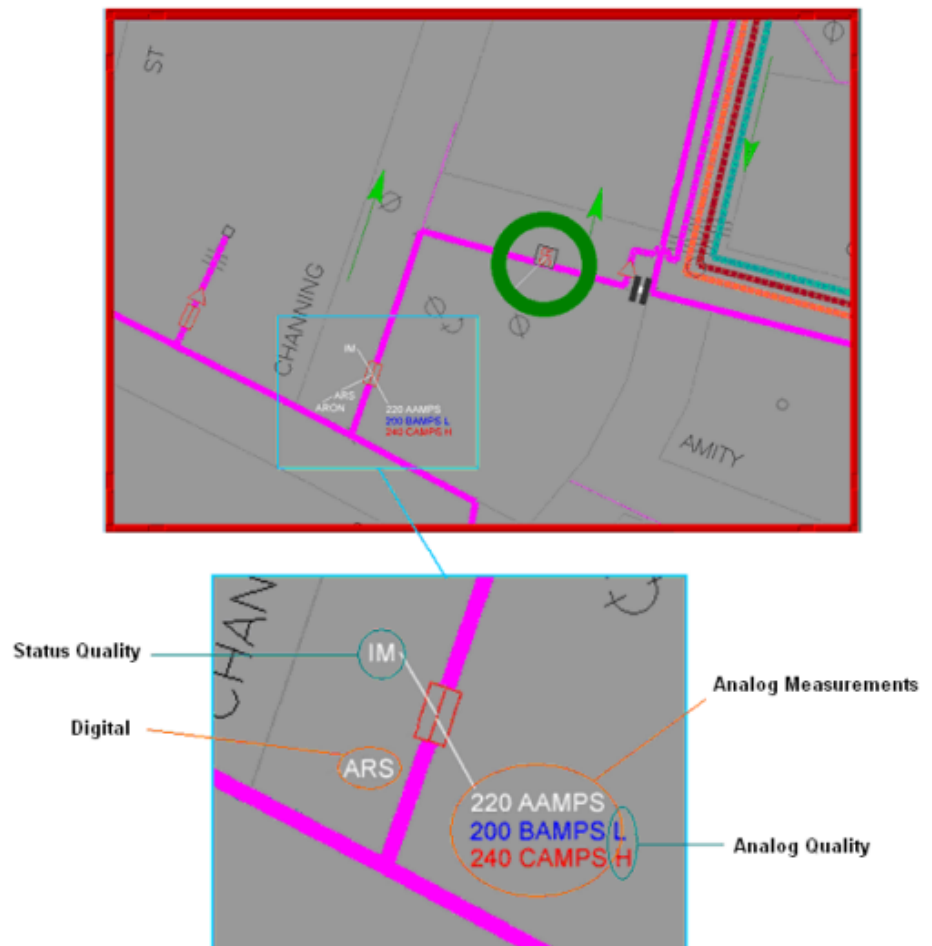 ST
CHANNING
IM
ARS
ARON
220 AAMPS
200 BAMPS L
240 CAMPS H
AMITY
CHAN
Status Quality
IM
Digital
ARS
Analog Measurements
220 AAMPS
200 BAMPS L
240 CAMPS H
Analog Quality